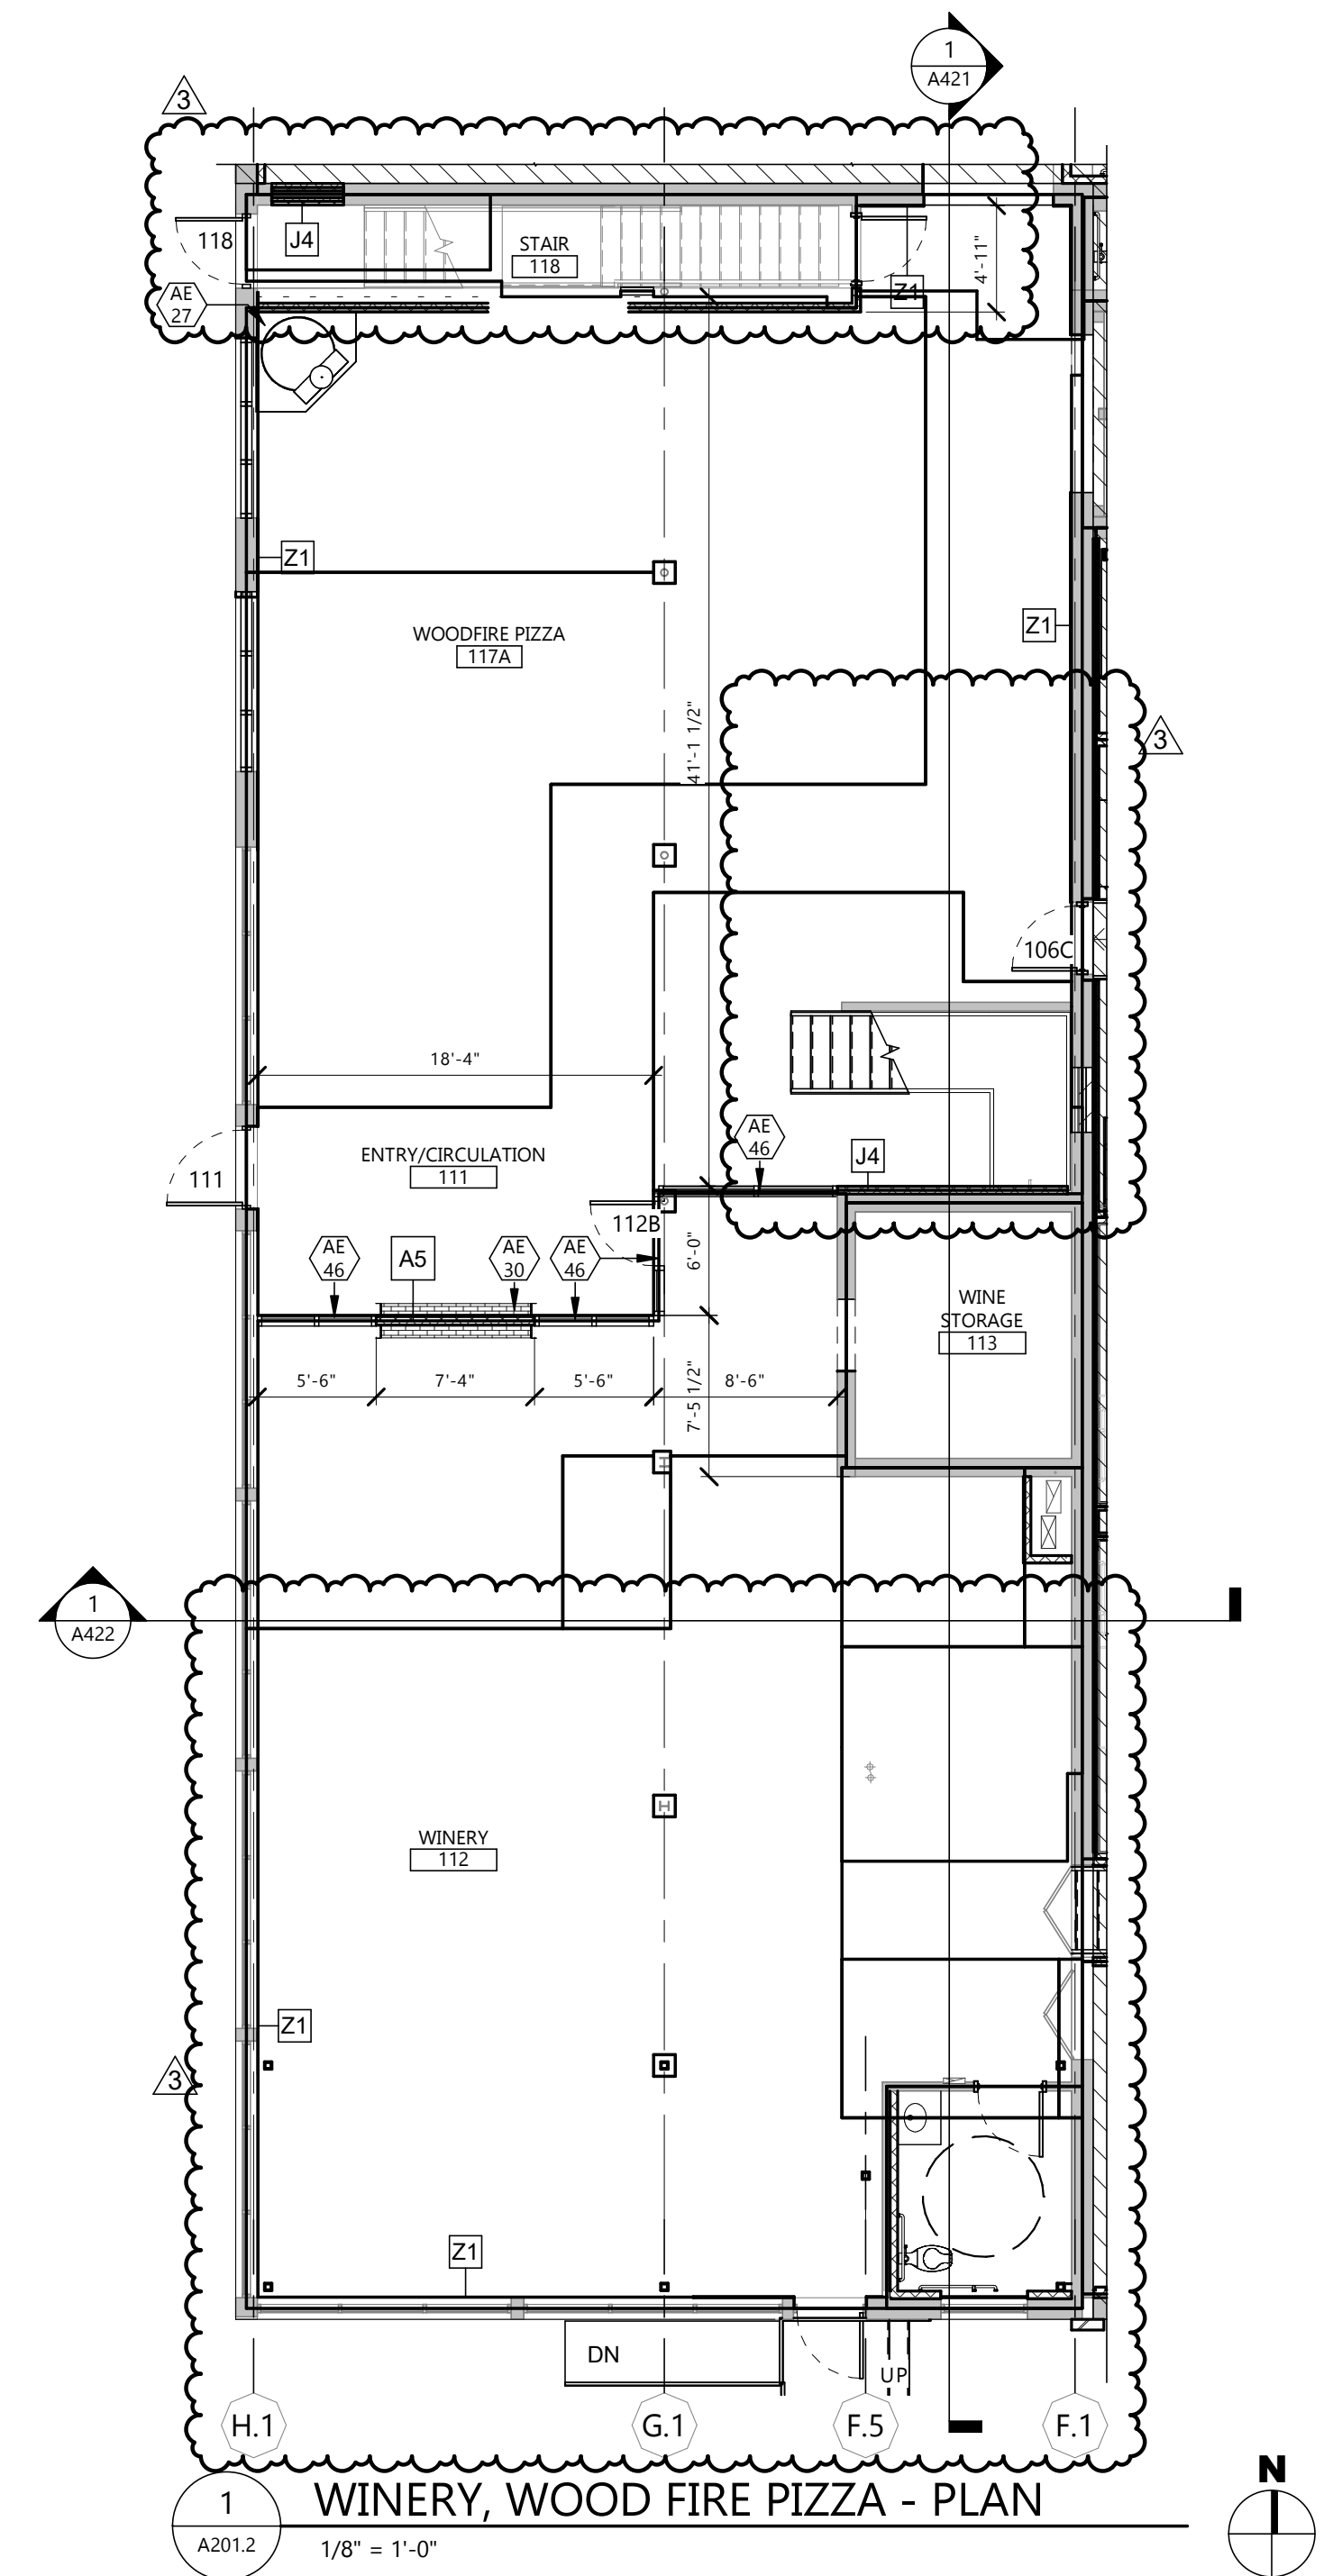 1
A421
3
118
J4
STAIR
118
Z1
4'-11"
AE
27
Z1
WOODFIRE PIZZA
117A
Z1
41'-1 1/2"
3
106C
18'-4"
AE
46
J4
ENTRY/CIRCULATION
111
111
112B
AE
46
A5
AE
30
AE
46
6'-0"
WINE
STORAGE
113
5'-6"
7'-4"
5'-6"
8'-6"
7'-5 1/2"
H
1
A422
H
WINERY
112
Z1
3
Z1
DN
UP
H.1
G.1
F.5
F.1
1
A201.2
WINERY, WOOD FIRE PIZZA - PLAN
1/8" = 1'-0"
N